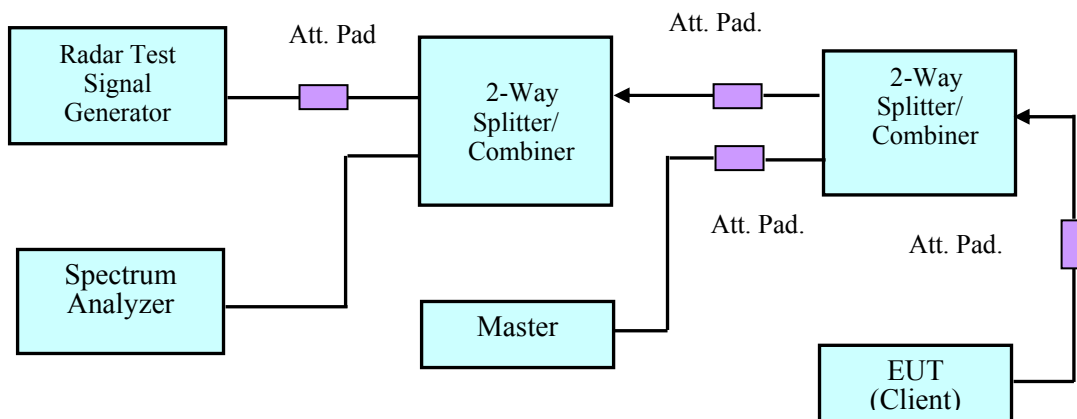 Radar Test
Signal
Generator
Att. Pad
2-Way
Splitter/
Combiner
Att. Pad.
2-Way
Splitter/
Combiner
Att. Pad.
Att. Pad.
Spectrum
Analyzer
Master
EUT
(Client)